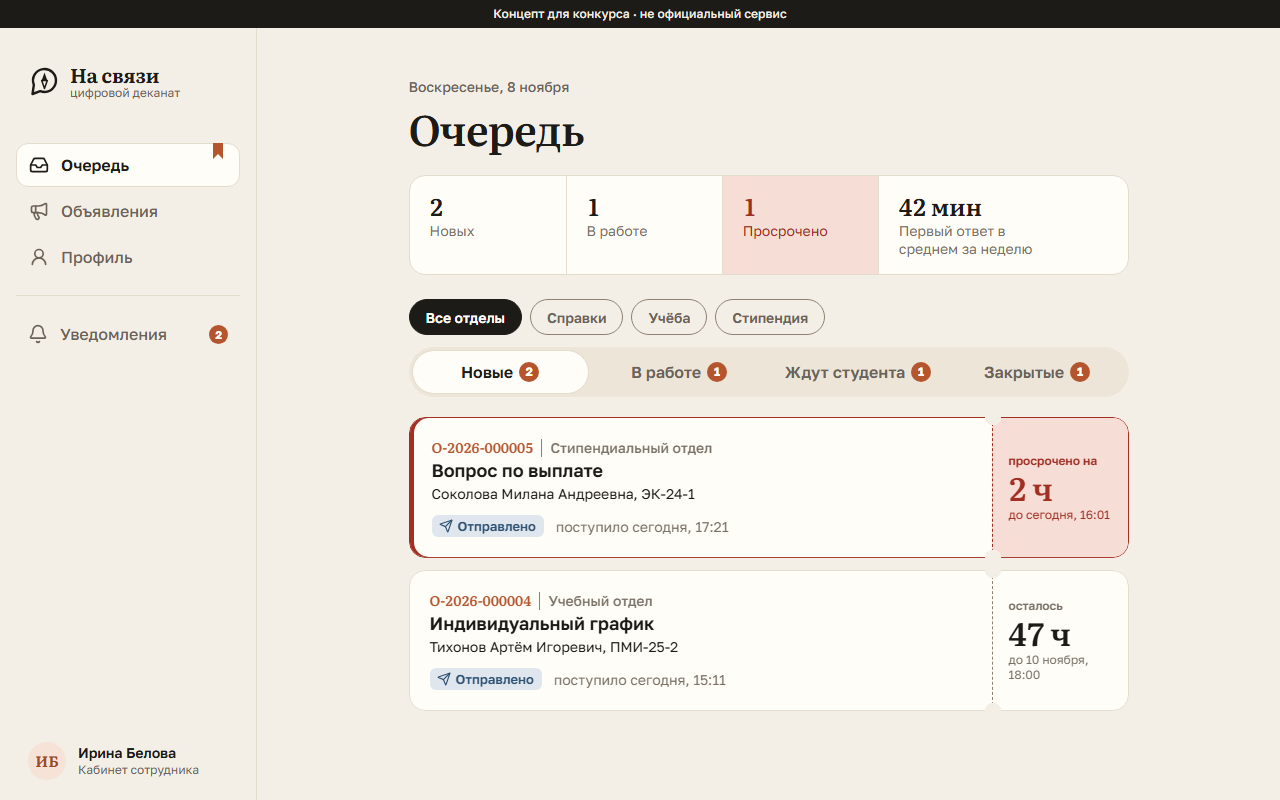 Концепт для конкурса · не официальный сервис
На связи
цифровой деканат
Очередь
Объявления
Профиль
Уведомления 2
ИБ
Ирина Белова
Кабинет сотрудника
Воскресенье, 8 ноября
Очередь
2
Новых
1
В работе
1
Просрочено
42 мин
Первый ответ в
среднем за неделю
Все отделы
Справки
Учёба
Стипендия
Новые 2
В работе 1
Ждут студента 1
Закрытые 1
О-2026-000005 Стипендиальный отдел
Вопрос по выплате
Соколова Милана Андреевна, ЭК-24-1
Отправлено поступило сегодня, 17:21
просрочено на
2 ч
до сегодня, 16:01
О-2026-000004 Учебный отдел
Индивидуальный график
Тихонов Артём Игоревич, ПМИ-25-2
Отправлено поступило сегодня, 15:11
осталось
47 ч
до 10 ноября,
18:00